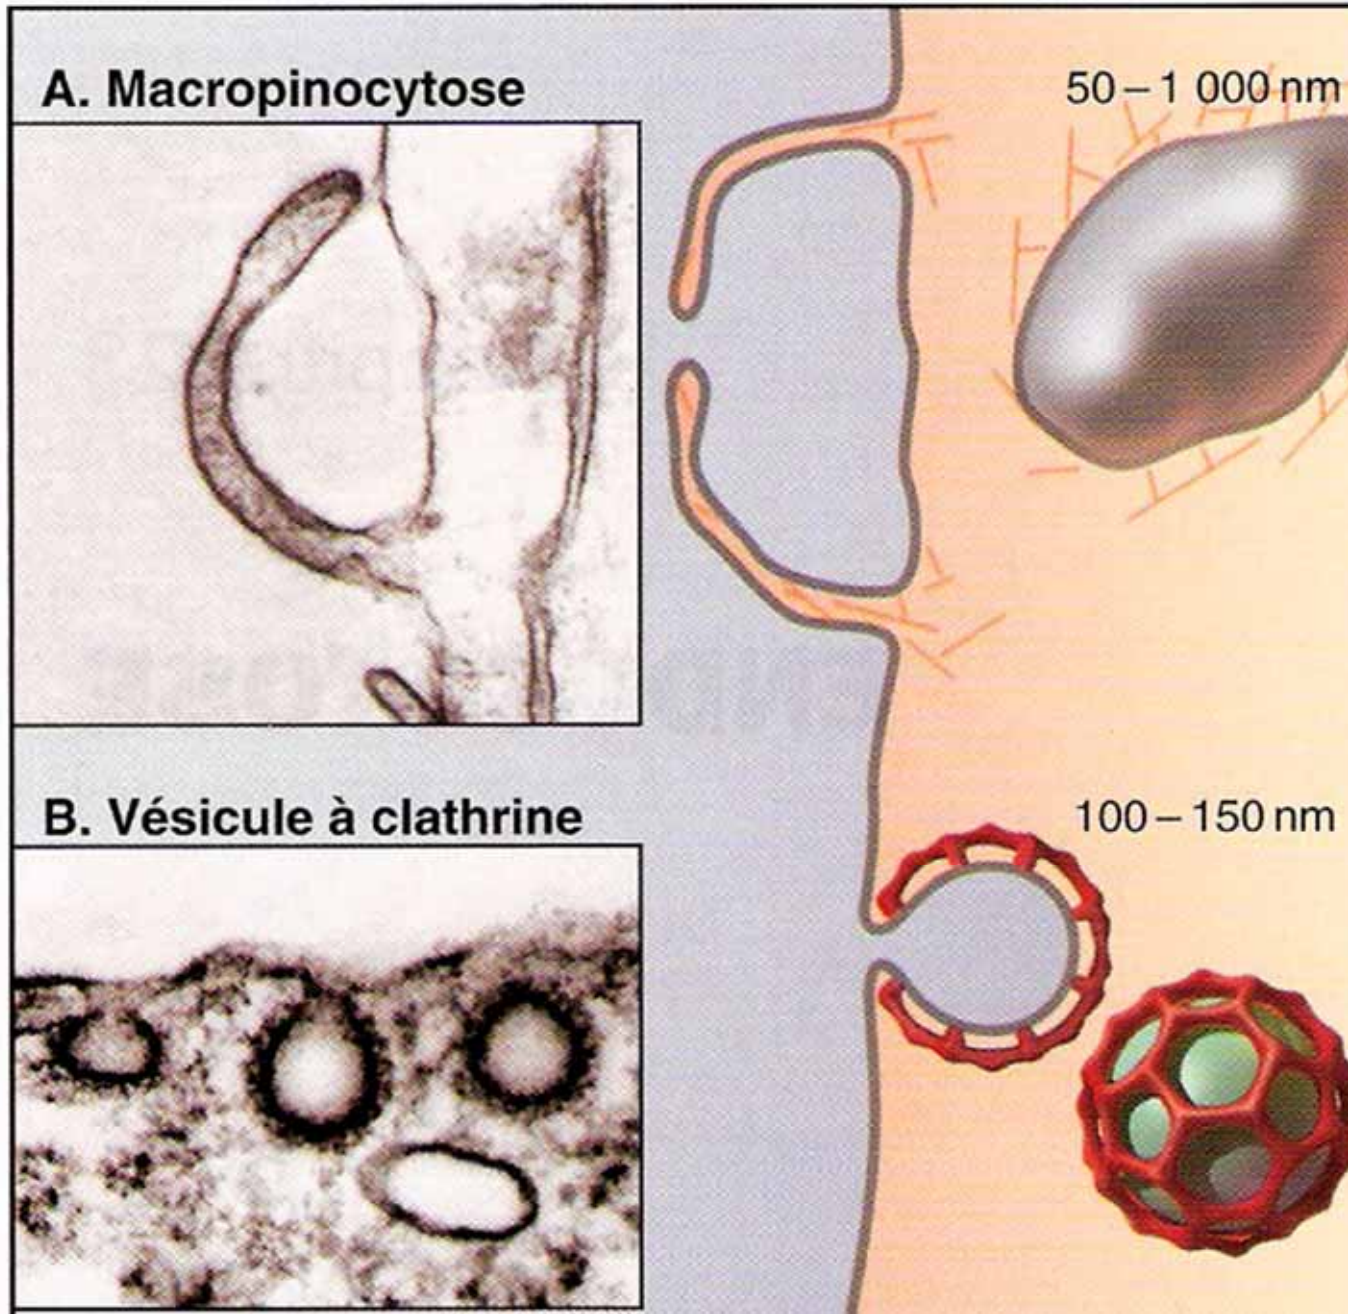 A. Macropinocytose
50–1 000 nm
B. Vésicule à clathrine
100–150 nm